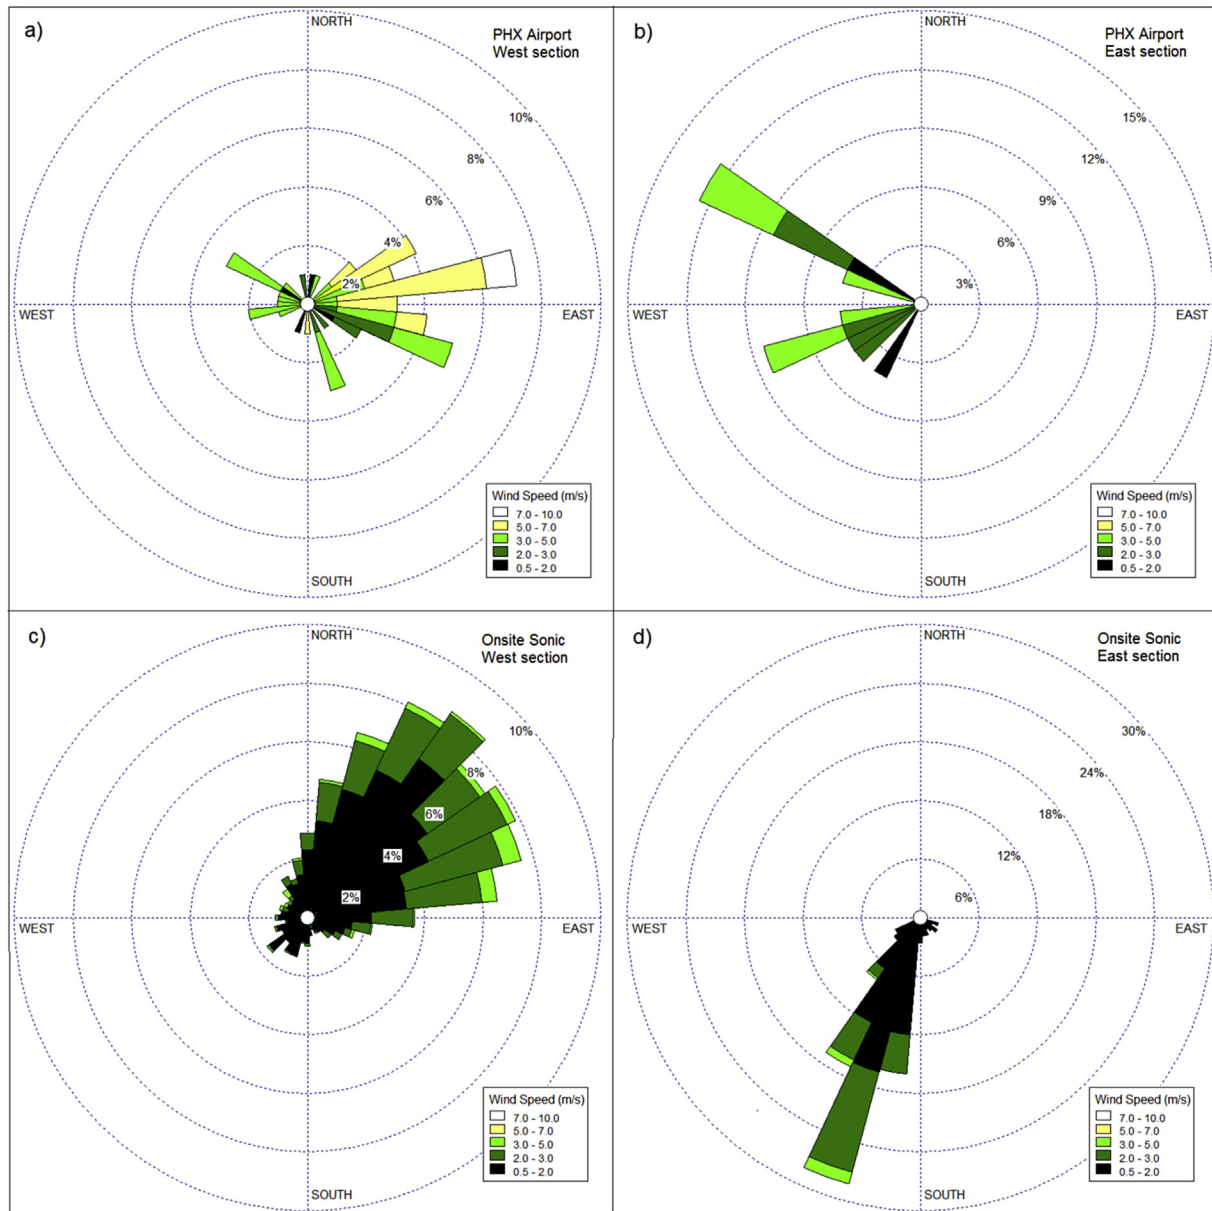 a)
NORTH
PHX Airport
West section
10%
8%
6%
4%
2%
WEST
EAST
SOUTH
Wind Speed (m/s)
7.0 - 10.0
5.0 - 7.0
3.0 - 5.0
2.0 - 3.0
0.5 - 2.0
b)
NORTH
PHX Airport
East section
15%
12%
9%
6%
3%
WEST
EAST
SOUTH
Wind Speed (m/s)
7.0 - 10.0
5.0 - 7.0
3.0 - 5.0
2.0 - 3.0
0.5 - 2.0
c)
NORTH
Onsite Sonic
West section
10%
8%
6%
4%
2%
WEST
EAST
SOUTH
Wind Speed (m/s)
7.0 - 10.0
5.0 - 7.0
3.0 - 5.0
2.0 - 3.0
0.5 - 2.0
d)
NORTH
Onsite Sonic
East section
30%
24%
18%
12%
6%
WEST
EAST
SOUTH
Wind Speed (m/s)
7.0 - 10.0
5.0 - 7.0
3.0 - 5.0
2.0 - 3.0
0.5 - 2.0